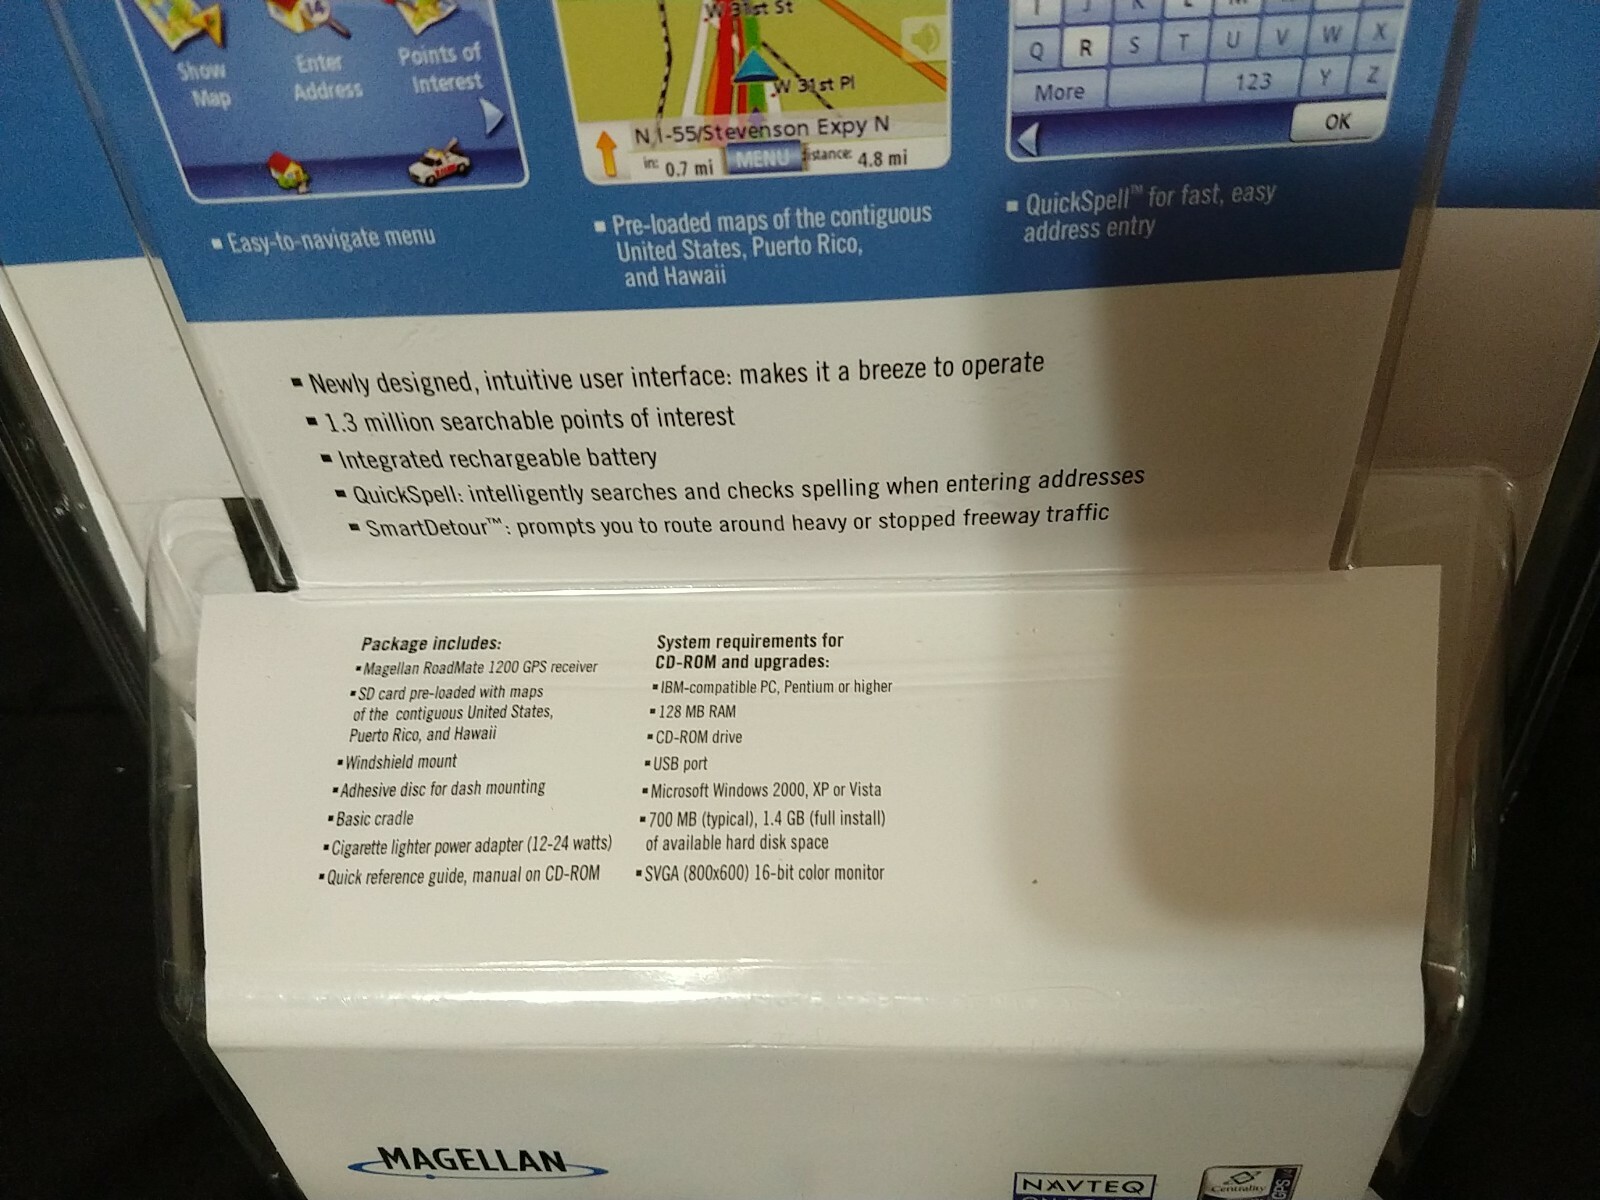 Show
Map
Enter
Address
Points of
Interest
W 31st St
W 31st Pl
N I-55/Stevenson Expy N
in: 0.7 mi
MENU
distance: 4.8 mi
Q R S T U V W X
More
123
Y Z
OK
▪ Easy-to-navigate menu
▪ Pre-loaded maps of the contiguous
United States, Puerto Rico,
and Hawaii
▪ QuickSpell™ for fast, easy
address entry
▪ Newly designed, intuitive user interface: makes it a breeze to operate
▪ 1.3 million searchable points of interest
▪ Integrated rechargeable battery
▪ QuickSpell: intelligently searches and checks spelling when entering addresses
▪ SmartDetour™: prompts you to route around heavy or stopped freeway traffic
Package includes:
▪ Magellan RoadMate 1200 GPS receiver
▪ SD card pre-loaded with maps
of the contiguous United States,
Puerto Rico, and Hawaii
▪ Windshield mount
▪ Adhesive disc for dash mounting
▪ Basic cradle
▪ Cigarette lighter power adapter (12-24 watts)
▪ Quick reference guide, manual on CD-ROM
System requirements for
CD-ROM and upgrades:
▪ IBM-compatible PC, Pentium or higher
▪ 128 MB RAM
▪ CD-ROM drive
▪ USB port
▪ Microsoft Windows 2000, XP or Vista
▪ 700 MB (typical), 1.4 GB (full install)
of available hard disk space
▪ SVGA (800x600) 16-bit color monitor
MAGELLAN
NAVTEQ
Centrality
GPS